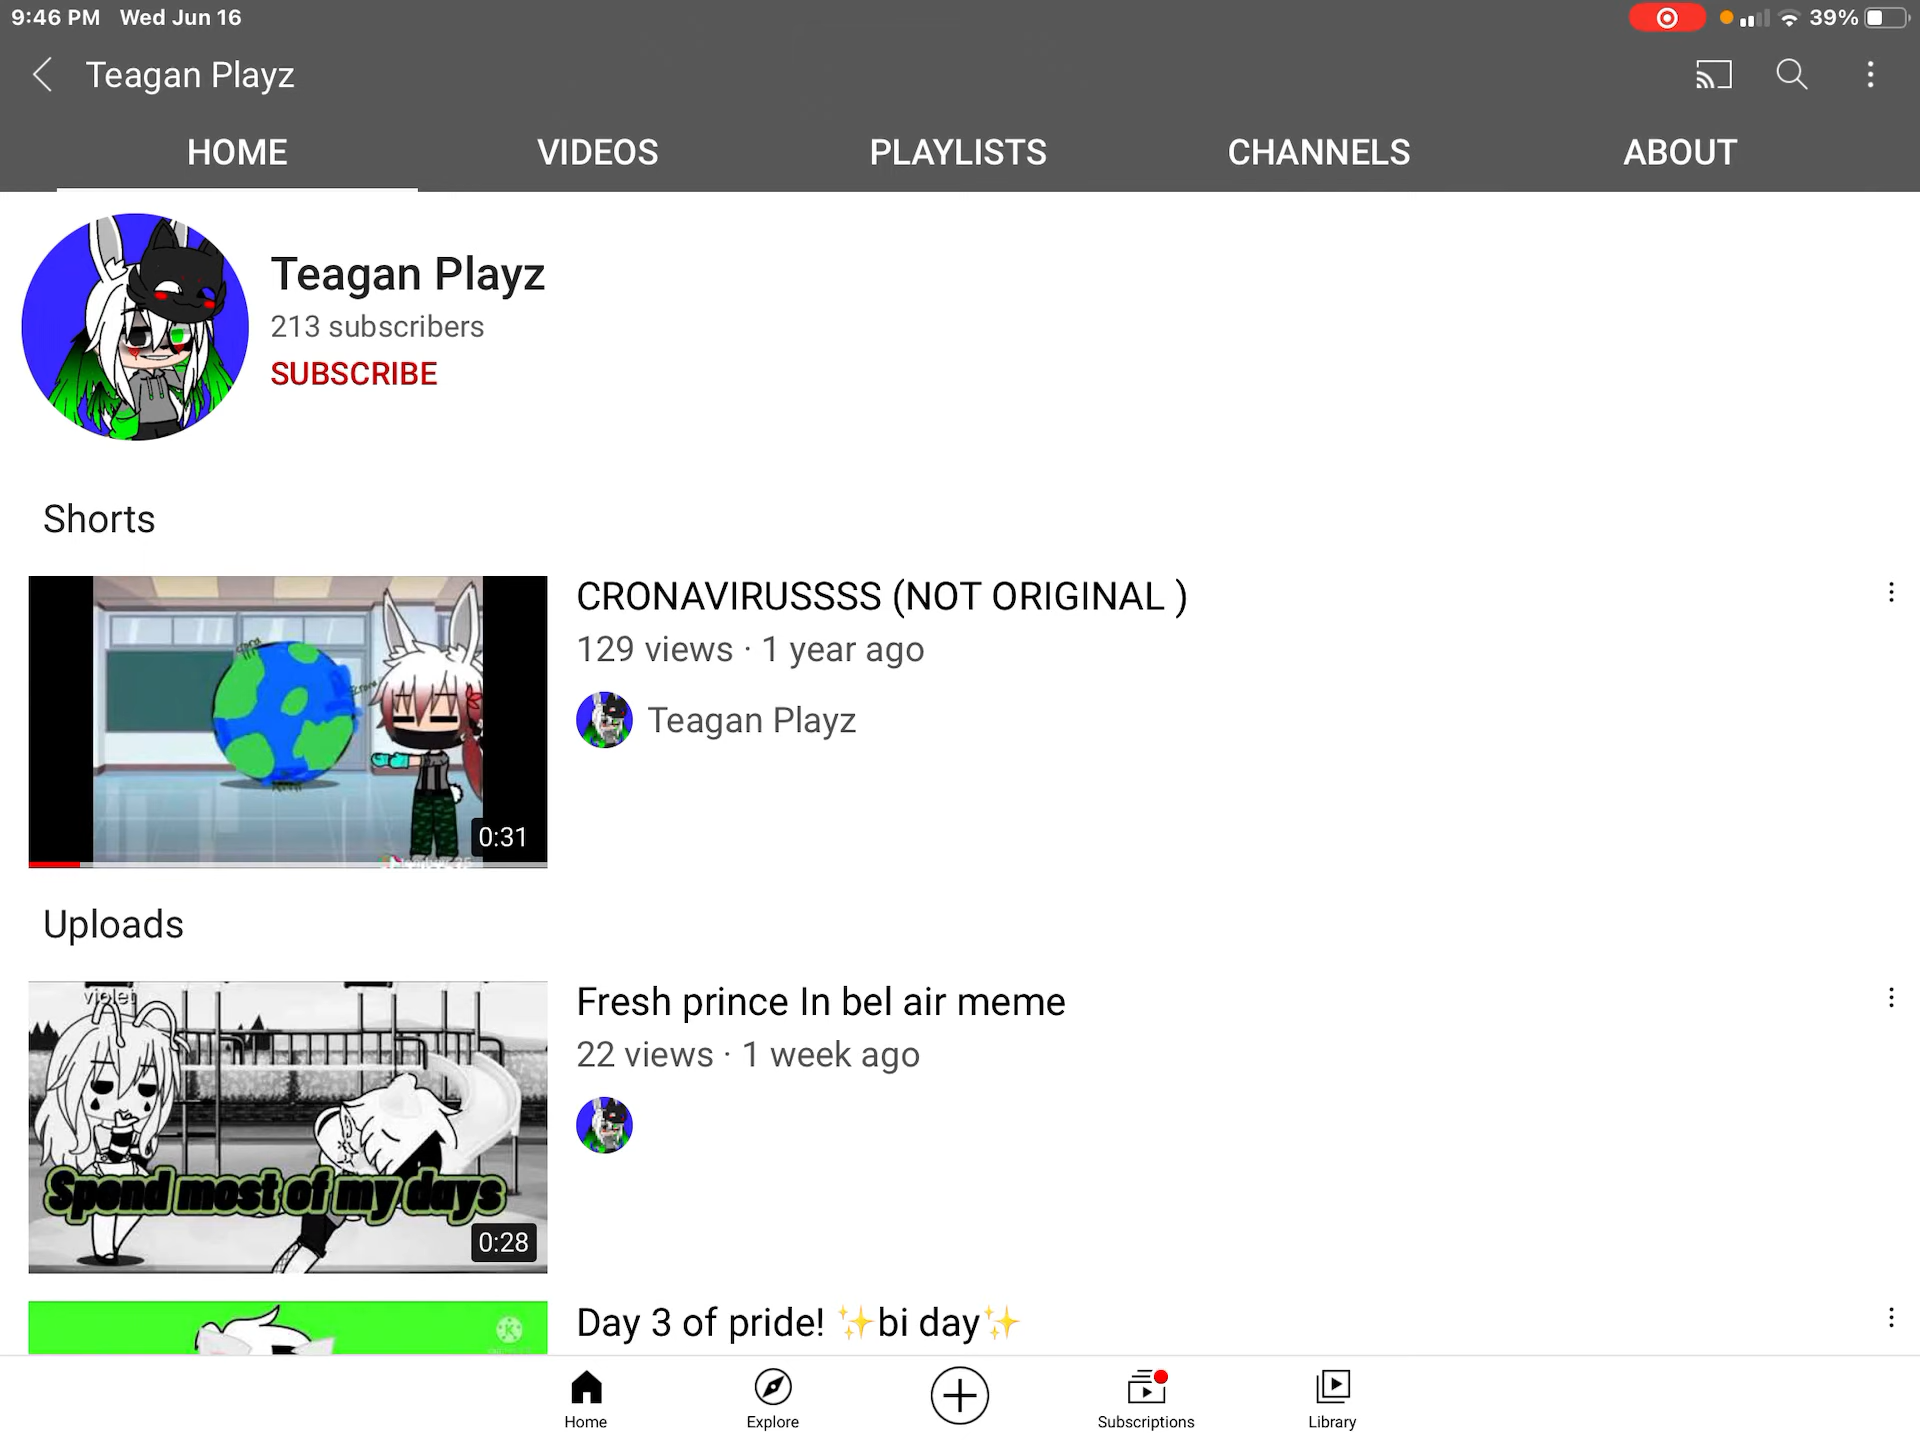 9:46 PM Wed Jun 16
39%
Teagan Playz
HOME VIDEOS PLAYLISTS CHANNELS ABOUT
Teagan Playz
213 subscribers
SUBSCRIBE
Shorts
CRONAVIRUSSSS (NOT ORIGINAL )
129 views · 1 year ago
Teagan Playz
0:31
Uploads
violet
Fresh prince In bel air meme
22 views · 1 week ago
Spend most of my days
0:28
Day 3 of pride! ✨bi day✨
K
Home Explore Subscriptions Library